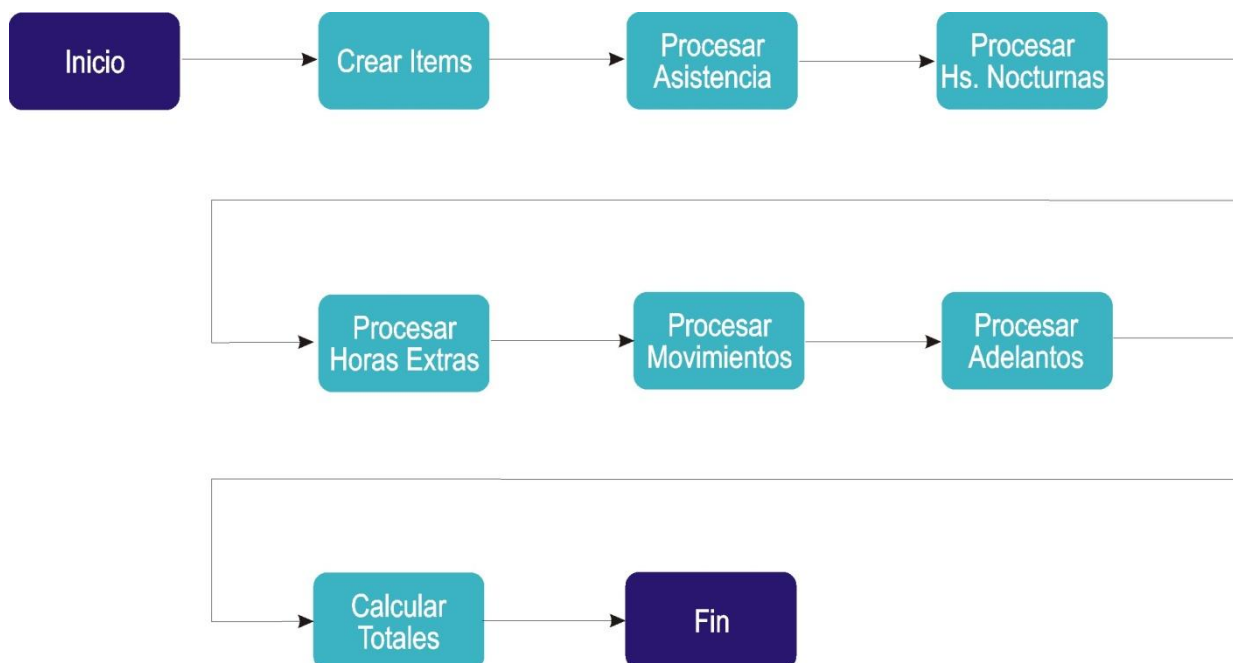 Inicio
Crear Items
Procesar
Asistencia
Procesar
Hs. Nocturnas
Procesar
Horas Extras
Procesar
Movimientos
Procesar
Adelantos
Calcular
Totales
Fin